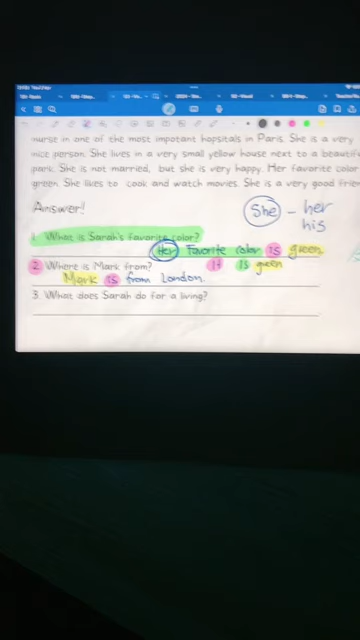 nurse in one of the most impotant hopsitals in Paris. She is a very
nice person. She lives in a very small yellow house next to a beautiful
park. She is not married, but she is very happy. Her favorite color
green. She likes to cook and watch movies. She is a very good frien
Answer!
She - her
his
1. What is Sarah's favorite color?
Her Favorite color is green.
2. Where is Mark from?
It is green
Mark is from London.
3. What does Sarah do for a living?